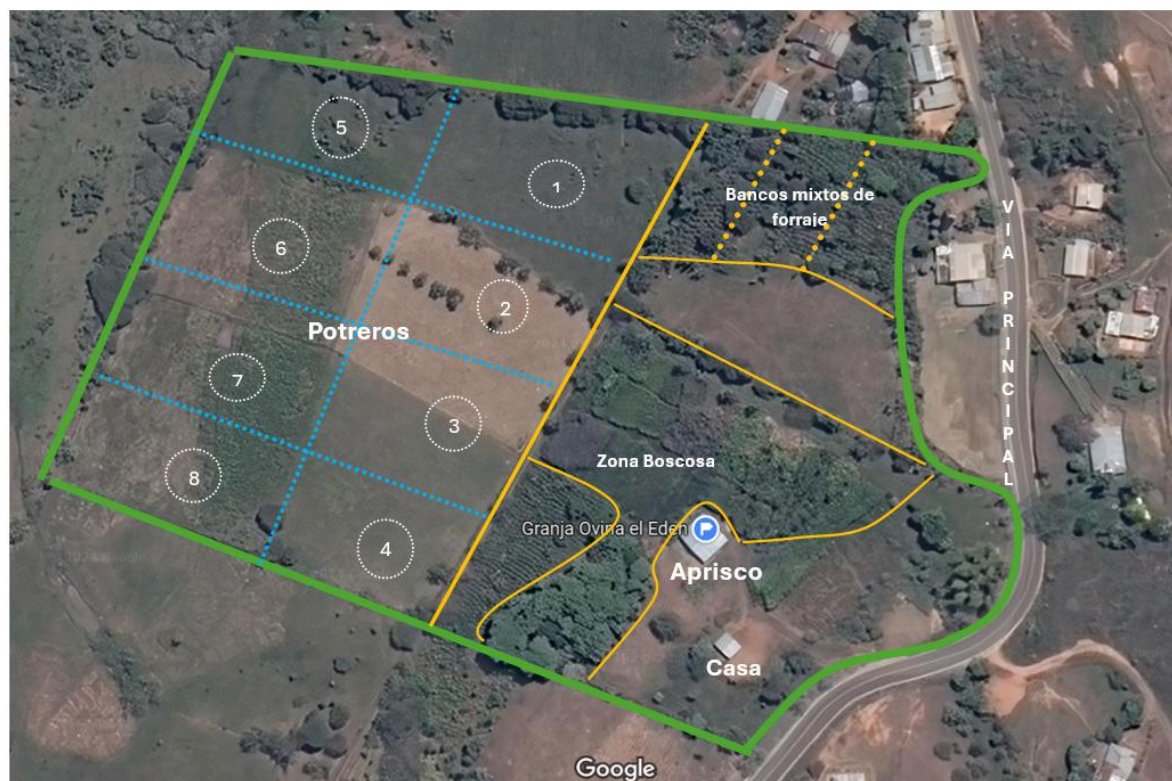 5
1
Bancos mixtos de
forraje
6
2
Potreros
VIA PRINCIPAL
7
3
Zona Boscosa
8
Granja Ovina el Eden
4
Aprisco
Casa
Google